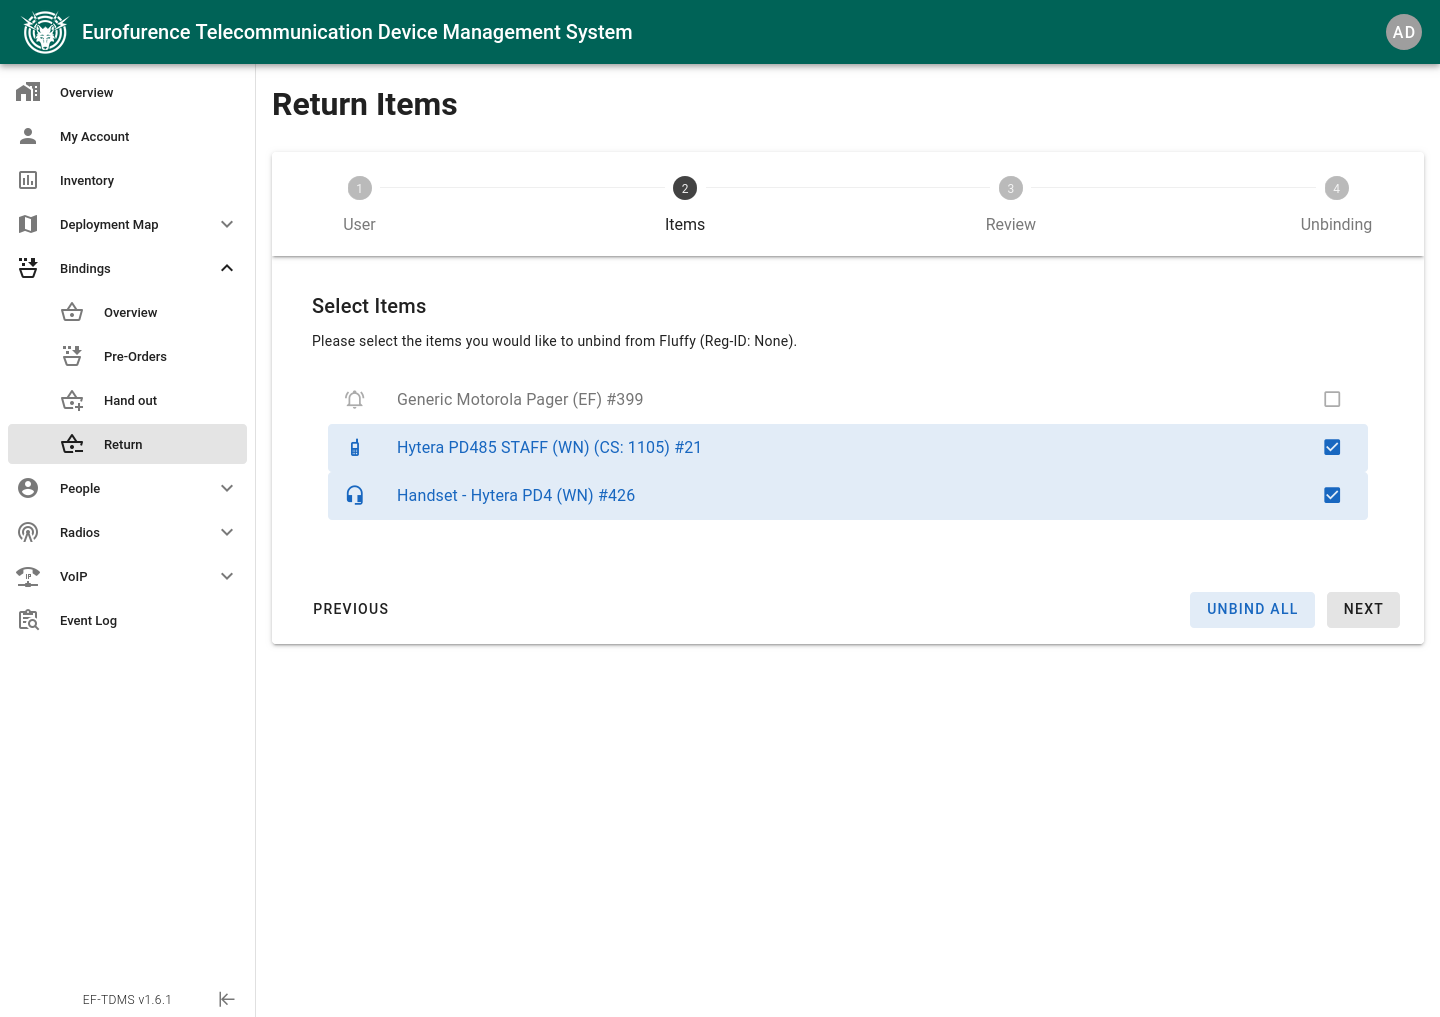 Eurofurence Telecommunication Device Management System
AD
Overview
My Account
Inventory
Deployment Map
Bindings
Overview
Pre-Orders
Hand out
Return
People
Radios
VoIP
Event Log
EF-TDMS v1.6.1
Return Items
1
User
2
Items
3
Review
4
Unbinding
Select Items
Please select the items you would like to unbind from Fluffy (Reg-ID: None).
Generic Motorola Pager (EF) #399
Hytera PD485 STAFF (WN) (CS: 1105) #21
Handset - Hytera PD4 (WN) #426
PREVIOUS
UNBIND ALL
NEXT